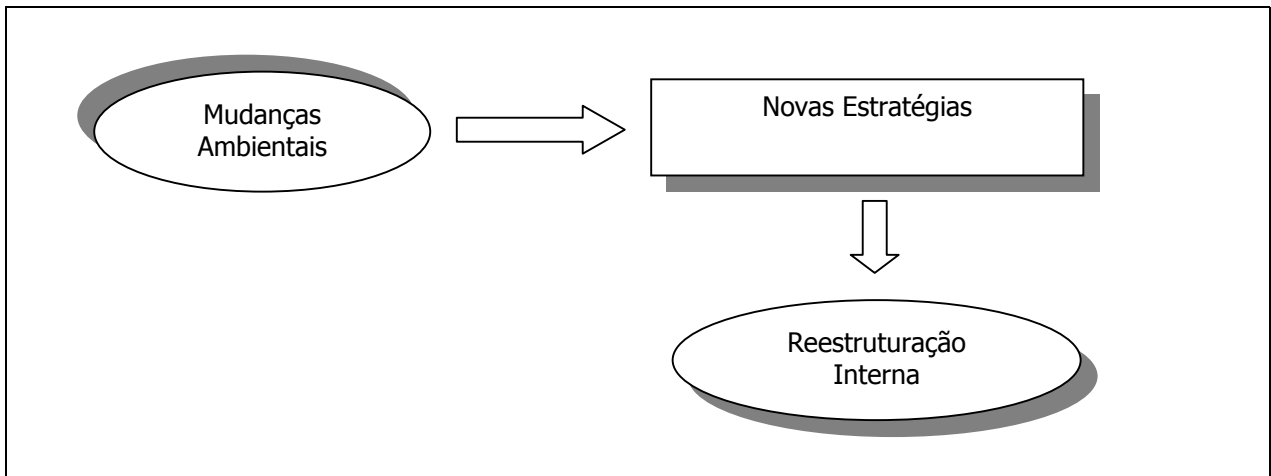 Mudanças
Ambientais
Novas Estratégias
Reestruturação
Interna